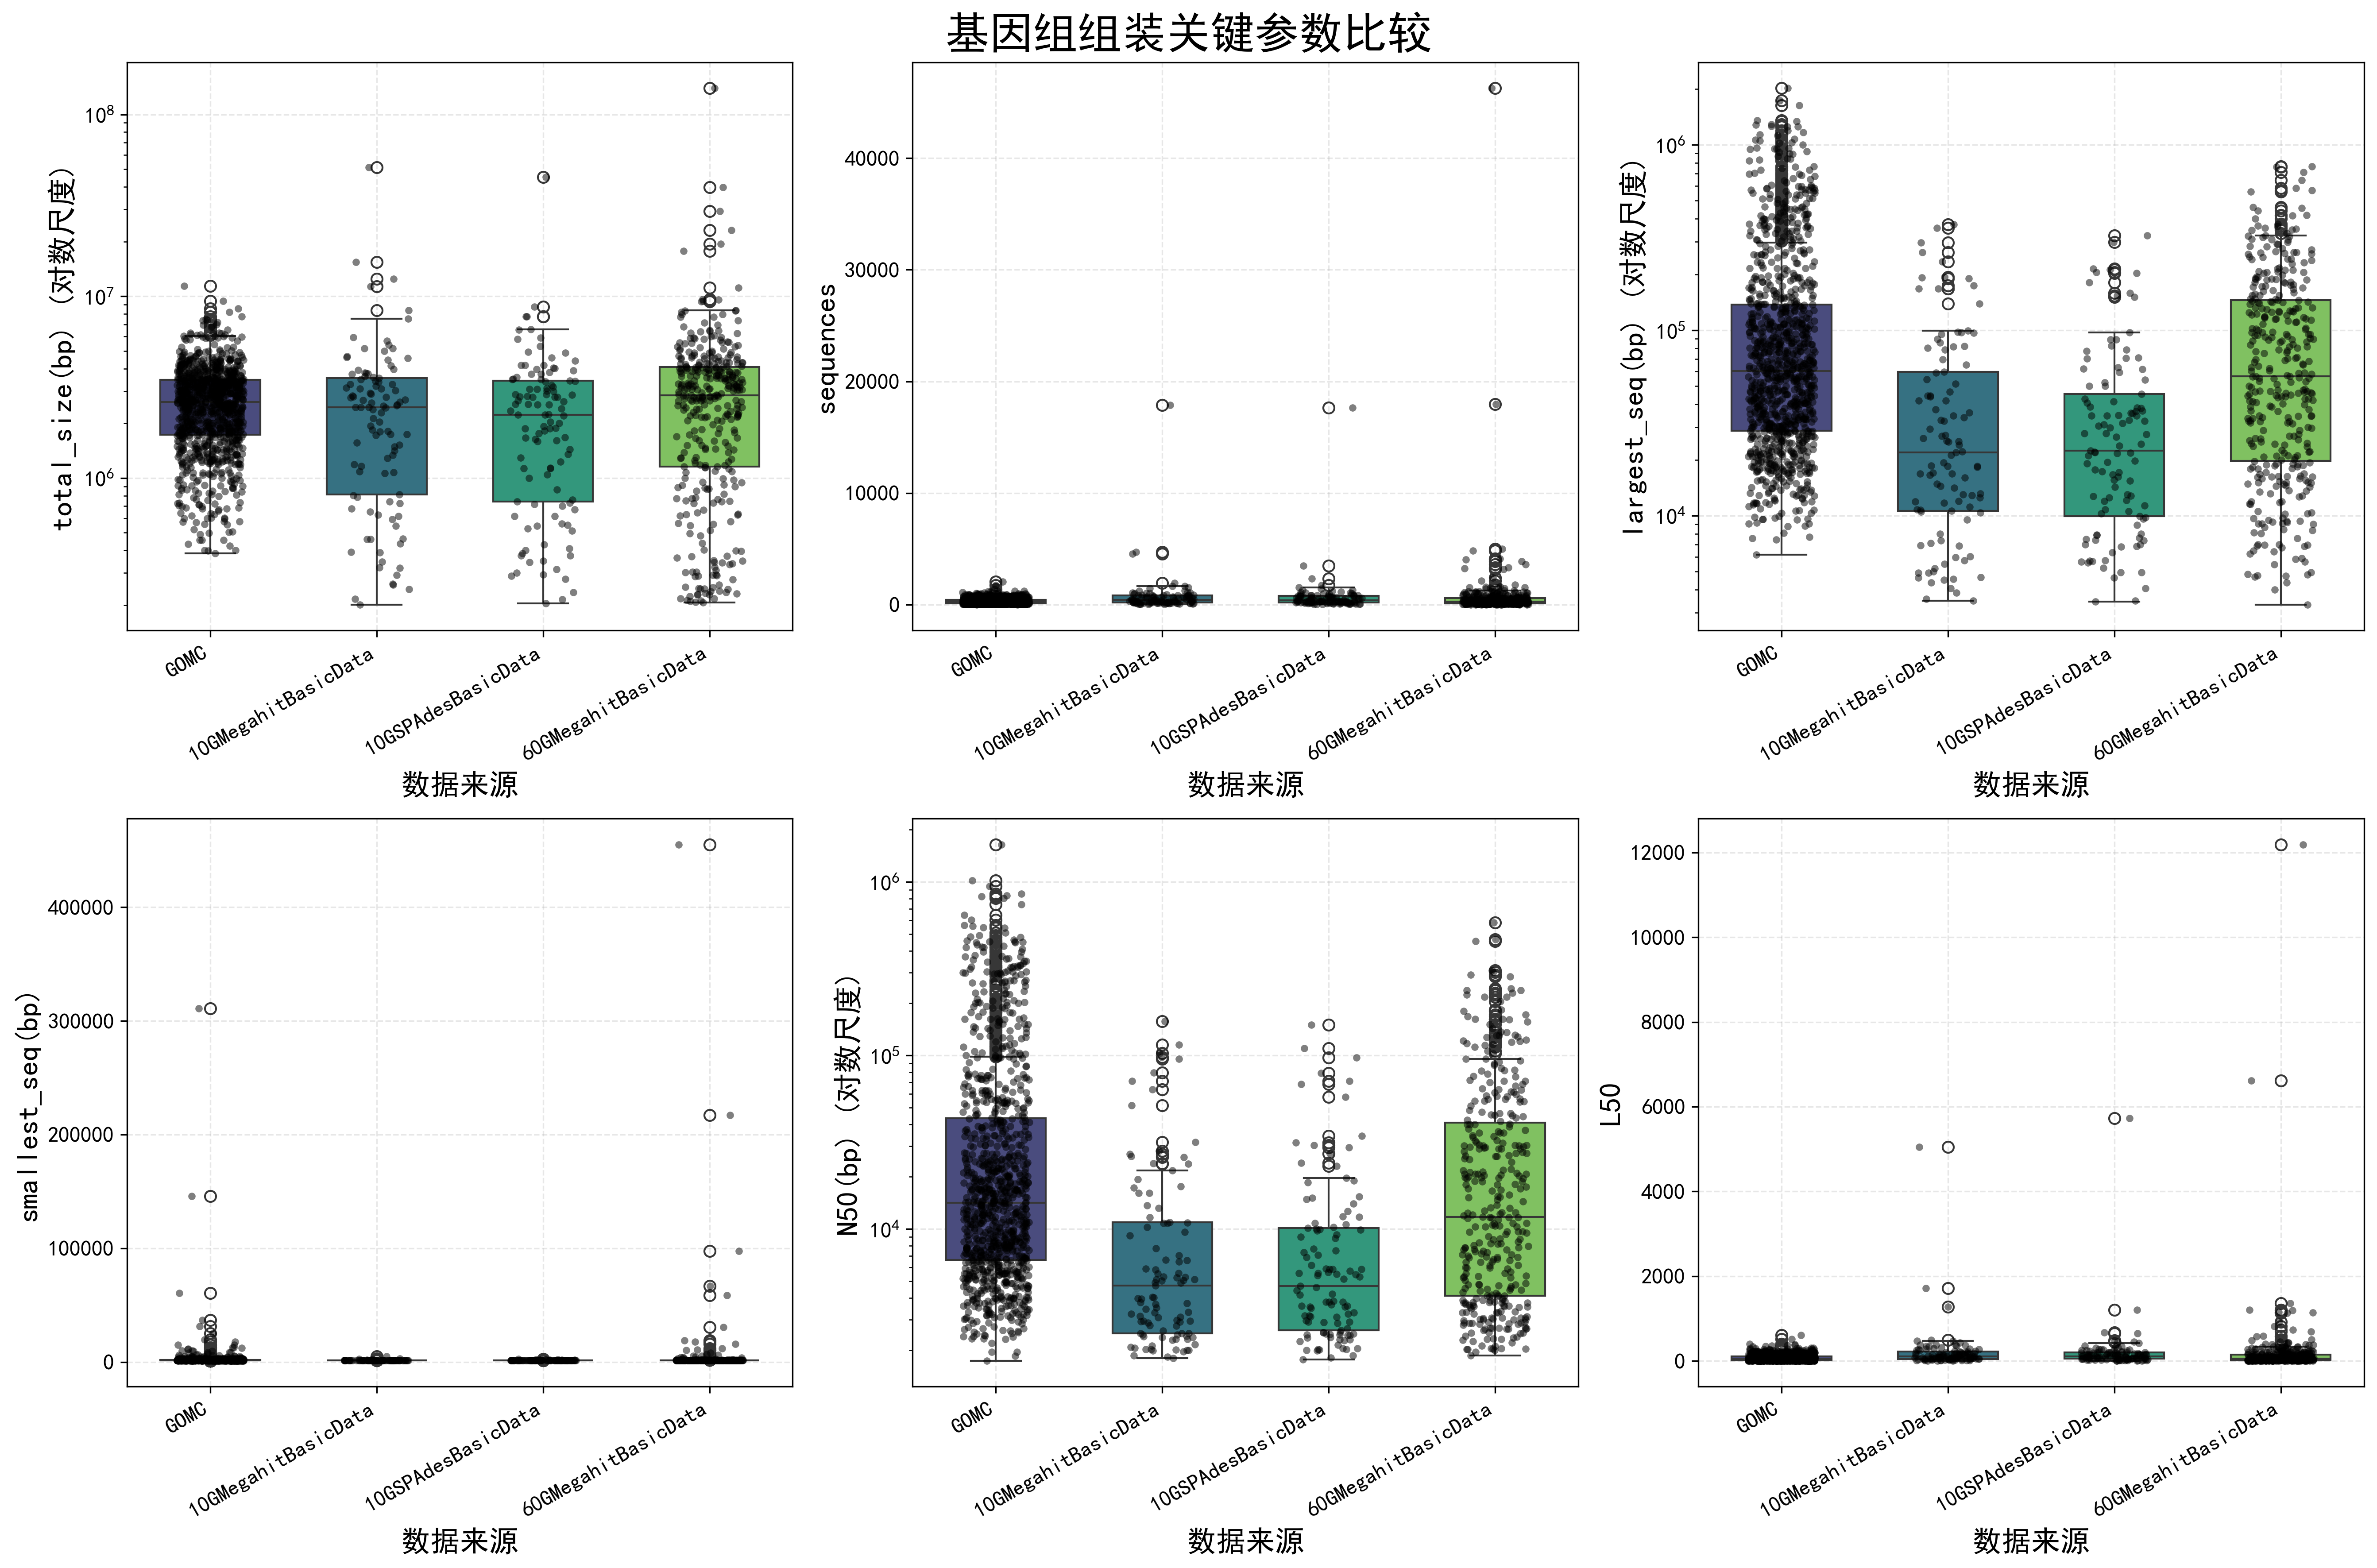 基因组组装关键参数比较
total_size(bp) (对数尺度)
10⁸
10⁷
10⁶
GOMC
10GMegahitBasicData
10GSPAdesBasicData
60GMegahitBasicData
数据来源
sequences
40000
30000
20000
10000
0
GOMC
10GMegahitBasicData
10GSPAdesBasicData
60GMegahitBasicData
数据来源
largest_seq(bp) (对数尺度)
10⁶
10⁵
10⁴
GOMC
10GMegahitBasicData
10GSPAdesBasicData
60GMegahitBasicData
数据来源
smallest_seq(bp)
400000
300000
200000
100000
0
GOMC
10GMegahitBasicData
10GSPAdesBasicData
60GMegahitBasicData
数据来源
N50(bp) (对数尺度)
10⁶
10⁵
10⁴
GOMC
10GMegahitBasicData
10GSPAdesBasicData
60GMegahitBasicData
数据来源
L50
12000
10000
8000
6000
4000
2000
0
GOMC
10GMegahitBasicData
10GSPAdesBasicData
60GMegahitBasicData
数据来源